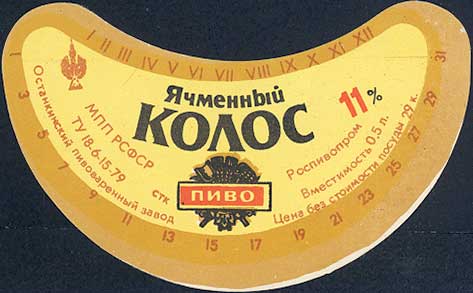 I II III IV V VI VII VIII IX X XI XII
Ячменный
КОЛОС
11%
МПП РСФСР
ТУ 18-6-15-79
Останкинский пивоваренный завод
стк
ПИВО
Роспивопром
Вместимость 0,5 л.
Цена без стоимости посуды 29 к.
1 3 5 7 9 11 13 15 17 19 21 23 25 27 29 31